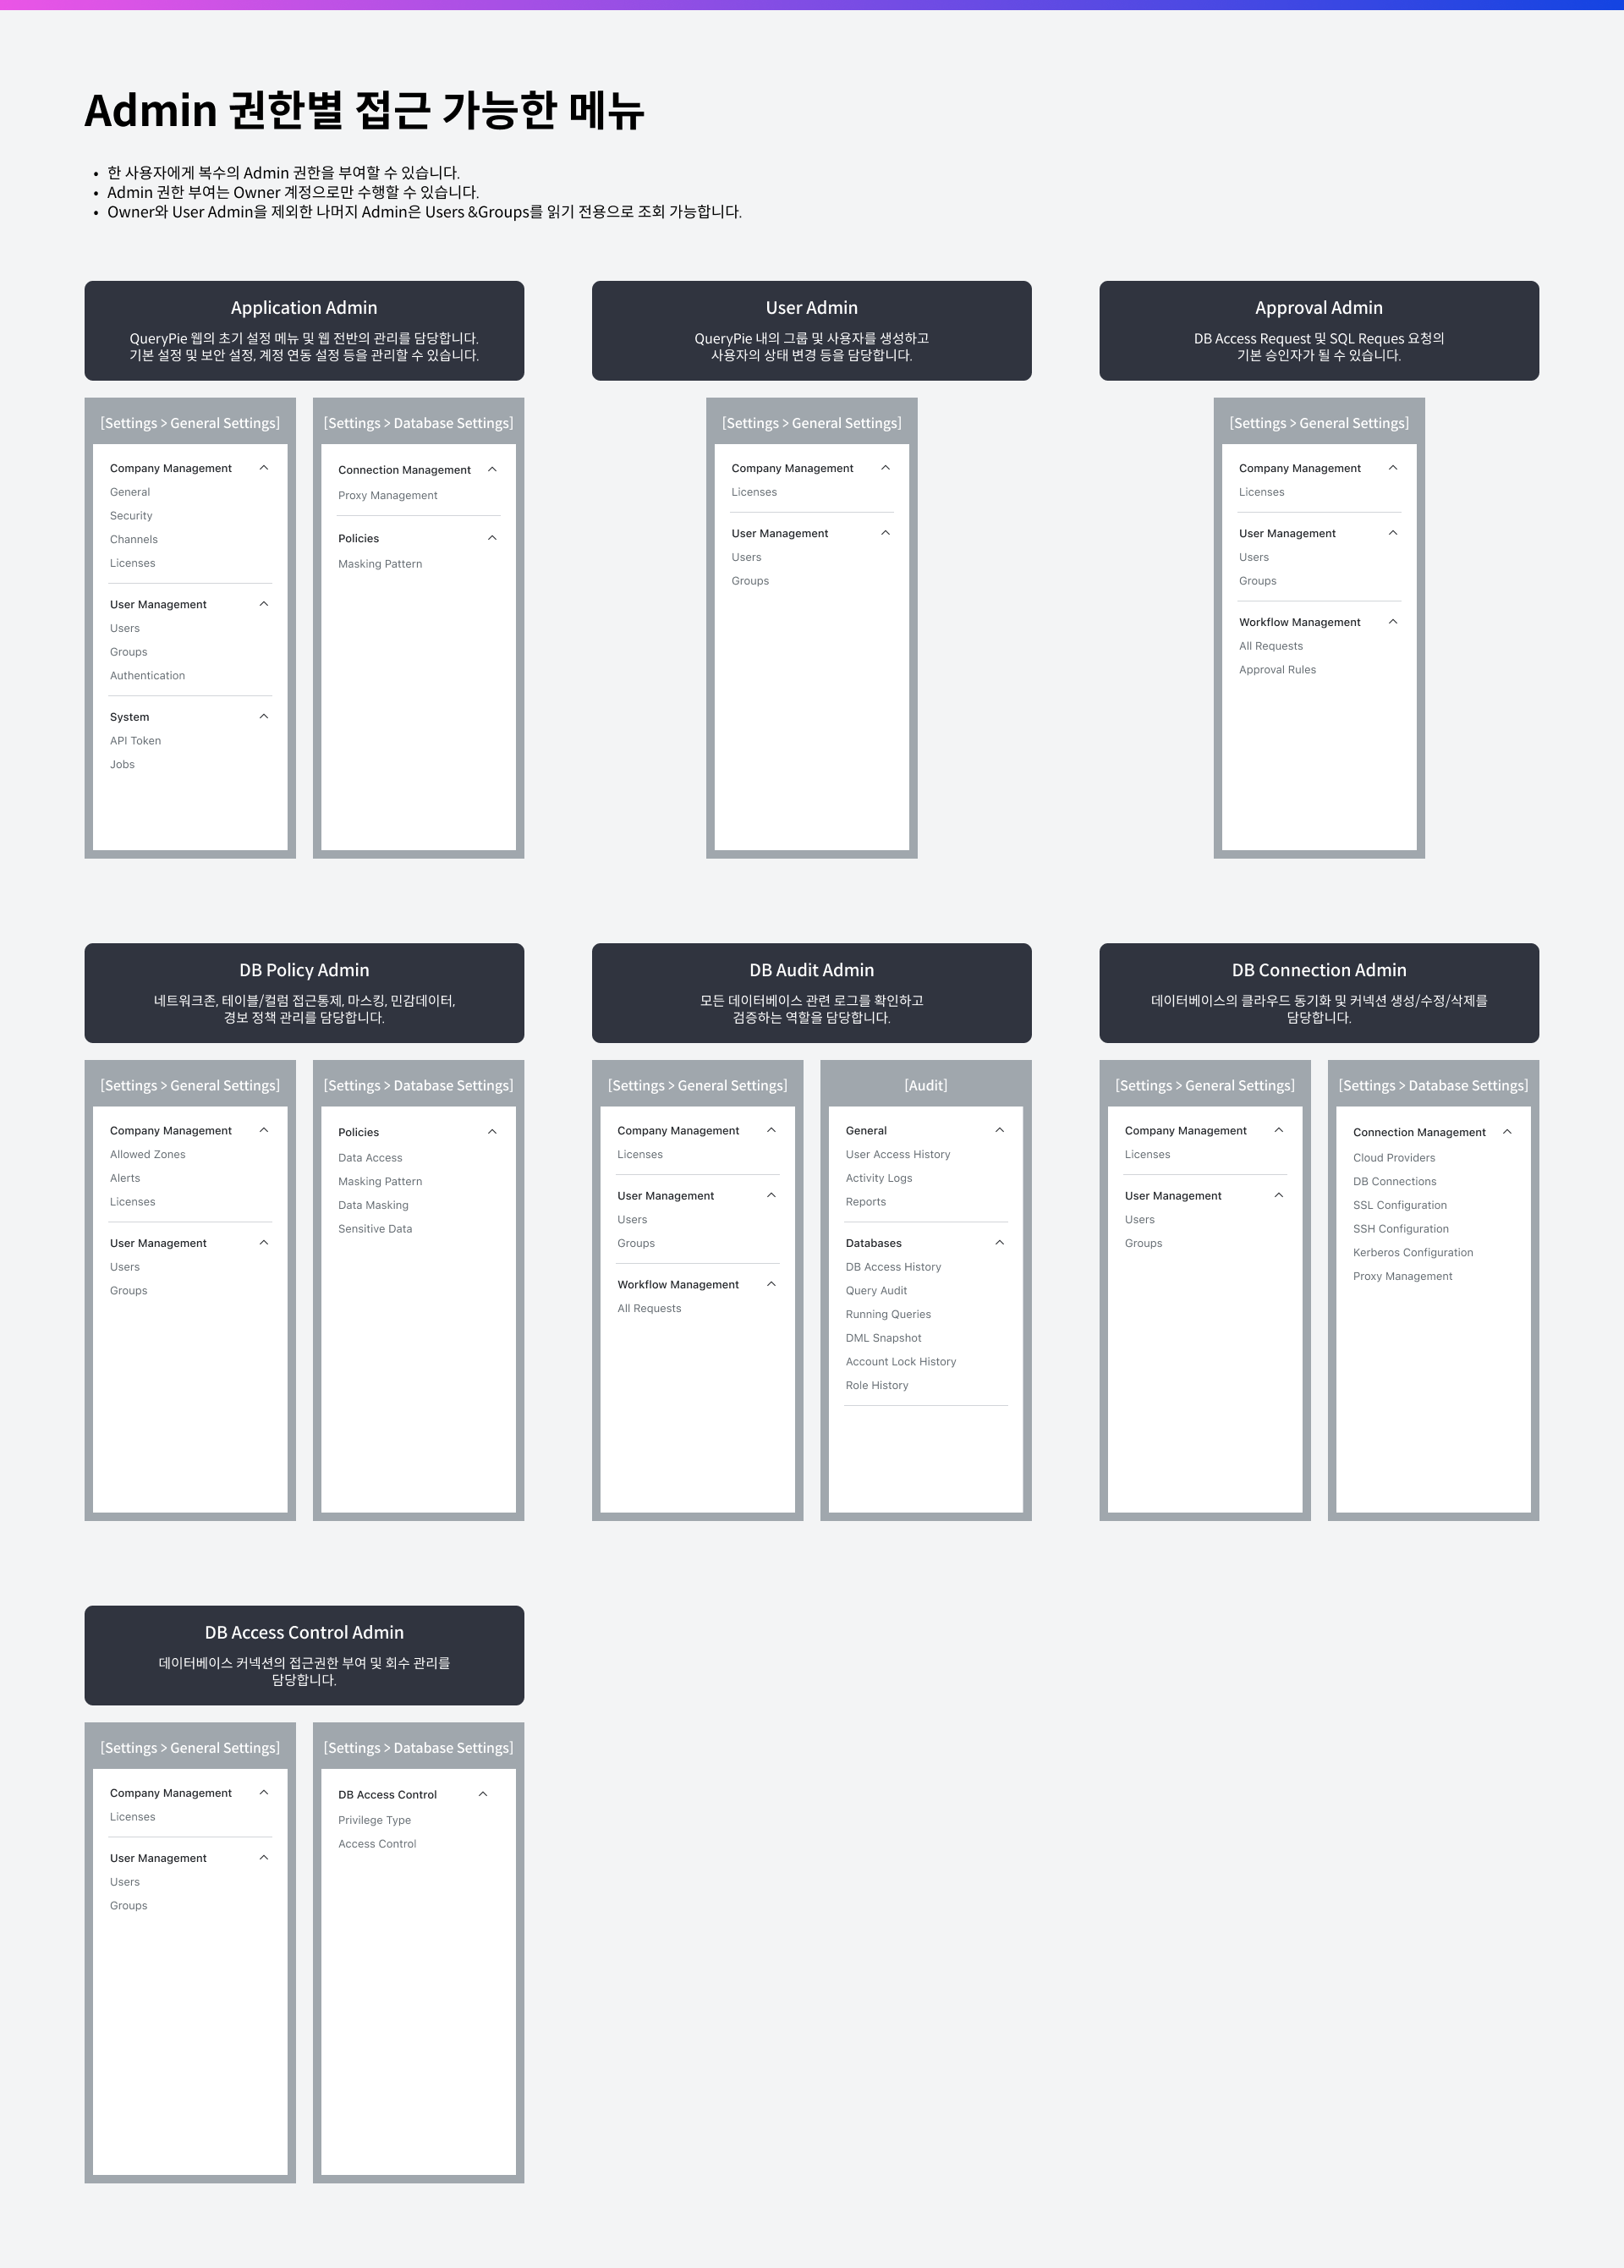 Admin 권한별 접근 가능한 메뉴
• 한 사용자에게 복수의 Admin 권한을 부여할 수 있습니다.
• Admin 권한 부여는 Owner 계정으로만 수행할 수 있습니다.
• Owner와 User Admin을 제외한 나머지 Admin은 Users &Groups를 읽기 전용으로 조회 가능합니다.
Application Admin
QueryPie 웹의 초기 설정 메뉴 및 웹 전반의 관리를 담당합니다.
기본 설정 및 보안 설정, 계정 연동 설정 등을 관리할 수 있습니다.
[Settings > General Settings]
Company Management
General
Security
Channels
Licenses
User Management
Users
Groups
Authentication
System
API Token
Jobs
[Settings > Database Settings]
Connection Management
Proxy Management
Policies
Masking Pattern
User Admin
QueryPie 내의 그룹 및 사용자를 생성하고
사용자의 상태 변경 등을 담당합니다.
[Settings > General Settings]
Company Management
Licenses
User Management
Users
Groups
Approval Admin
DB Access Request 및 SQL Reques 요청의
기본 승인자가 될 수 있습니다.
[Settings > General Settings]
Company Management
Licenses
User Management
Users
Groups
Workflow Management
All Requests
Approval Rules
DB Policy Admin
네트워크존, 테이블/컬럼 접근통제, 마스킹, 민감데이터,
경보 정책 관리를 담당합니다.
[Settings > General Settings]
Company Management
Allowed Zones
Alerts
Licenses
User Management
Users
Groups
[Settings > Database Settings]
Policies
Data Access
Masking Pattern
Data Masking
Sensitive Data
DB Audit Admin
모든 데이터베이스 관련 로그를 확인하고
검증하는 역할을 담당합니다.
[Settings > General Settings]
Company Management
Licenses
User Management
Users
Groups
Workflow Management
All Requests
[Audit]
General
User Access History
Activity Logs
Reports
Databases
DB Access History
Query Audit
Running Queries
DML Snapshot
Account Lock History
Role History
DB Connection Admin
데이터베이스의 클라우드 동기화 및 커넥션 생성/수정/삭제를
담당합니다.
[Settings > General Settings]
Company Management
Licenses
User Management
Users
Groups
[Settings > Database Settings]
Connection Management
Cloud Providers
DB Connections
SSL Configuration
SSH Configuration
Kerberos Configuration
Proxy Management
DB Access Control Admin
데이터베이스 커넥션의 접근권한 부여 및 회수 관리를
담당합니다.
[Settings > General Settings]
Company Management
Licenses
User Management
Users
Groups
[Settings > Database Settings]
DB Access Control
Privilege Type
Access Control